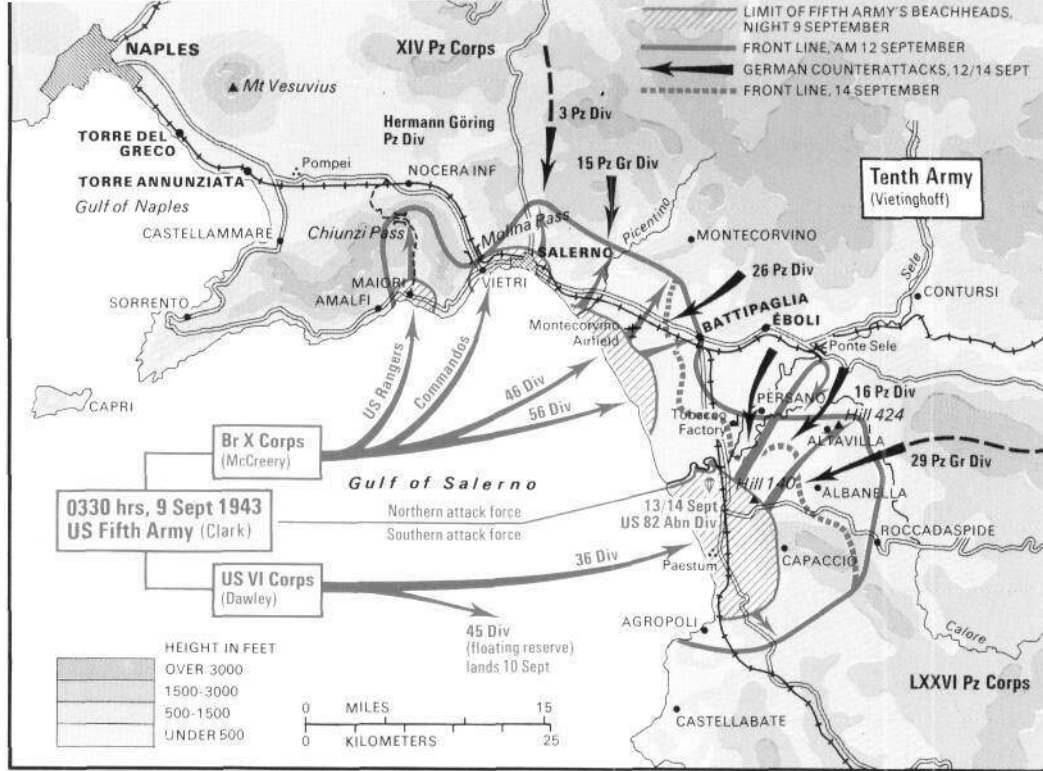 LIMIT OF FIFTH ARMY'S BEACHHEADS,
NIGHT 9 SEPTEMBER
FRONT LINE, AM 12 SEPTEMBER
GERMAN COUNTERATTACKS, 12/14 SEPT
FRONT LINE, 14 SEPTEMBER
NAPLES
XIV Pz Corps
Mt Vesuvius
3 Pz Div
Hermann Göring
Pz Div
TORRE DEL
GRECO
Pompei
NOCERA INF
15 Pz Gr Div
Tenth Army
(Vietinghoff)
TORRE ANNUNZIATA
Gulf of Naples
Chiunzi Pass
Molina Pass
Picentino
CASTELLAMMARE
SALERNO
MONTECORVINO
Sele
MAIORI
VIETRI
26 Pz Div
CONTURSI
SORRENTO
AMALFI
Montecorvino
Airfield
BATTIPAGLIA
ÉBOLI
Ponte Sele
US Rangers
Commandos
46 Div
56 Div
CAPRI
PERSANO
16 Pz Div
Tobacco
Factory
Hill 424
ALTAVILLA
Br X Corps
(McCreery)
29 Pz Gr Div
Gulf of Salerno
Hill 140
ALBANELLA
0330 hrs, 9 Sept 1943
US Fifth Army (Clark)
Northern attack force
Southern attack force
13/14 Sept
US 82 Abn Div
ROCCADASPIDE
36 Div
Paestum
CAPACCIO
US VI Corps
(Dawley)
45 Div
(floating reserve)
lands 10 Sept
AGROPOLI
Calore
HEIGHT IN FEET
OVER 3000
1500-3000
500-1500
UNDER 500
0 MILES 15
0 KILOMETERS 25
LXXVI Pz Corps
CASTELLABATE